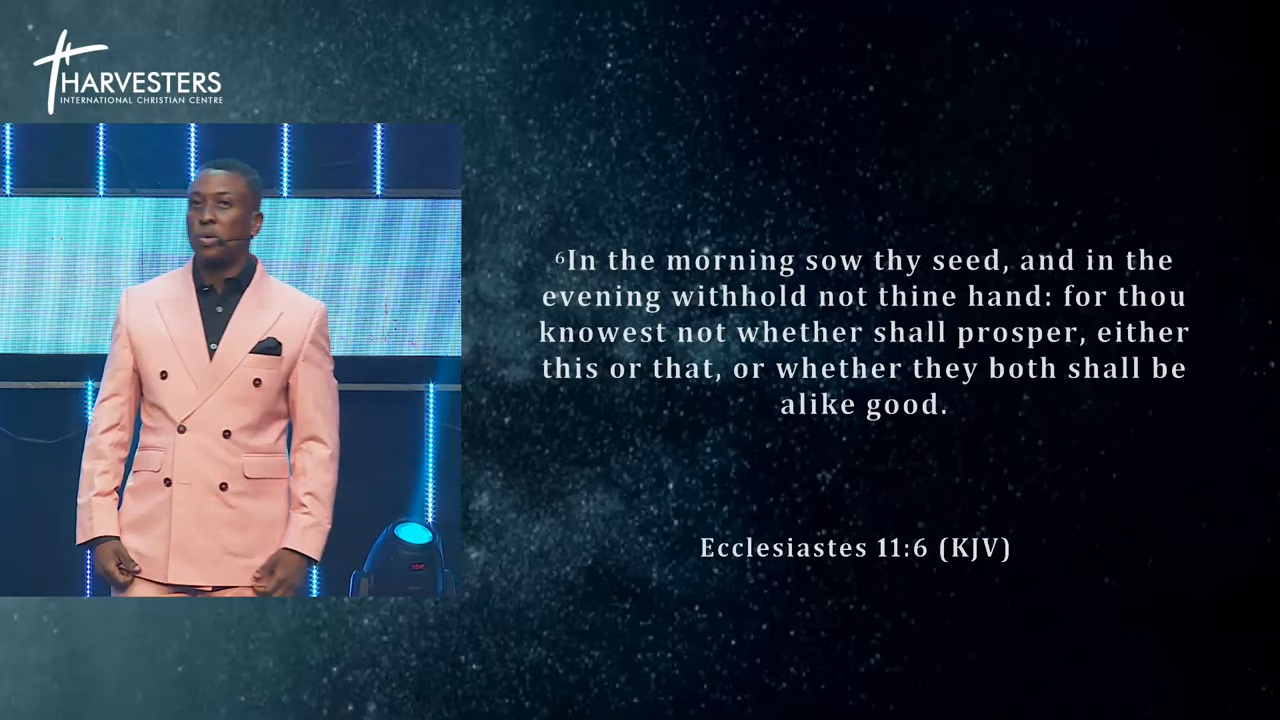 HARVESTERS
INTERNATIONAL CHRISTIAN CENTRE
⁶In the morning sow thy seed, and in the
evening withhold not thine hand: for thou
knowest not whether shall prosper, either
this or that, or whether they both shall be
alike good.
Ecclesiastes 11:6 (KJV)